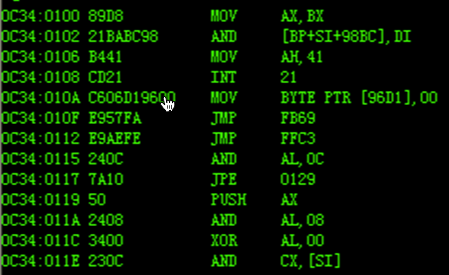 0C34:0100 89D8 MOV AX,BX
0C34:0102 21BABC98 AND [BP+SI+98BC],DI
0C34:0106 B441 MOV AH,41
0C34:0108 CD21 INT 21
0C34:010A C606D19600 MOV BYTE PTR [96D1],00
0C34:010F E957FA JMP FB69
0C34:0112 E9AEFE JMP FFC3
0C34:0115 240C AND AL,0C
0C34:0117 7A10 JPE 0129
0C34:0119 50 PUSH AX
0C34:011A 2408 AND AL,08
0C34:011C 3400 XOR AL,00
0C34:011E 230C AND CX,[SI]